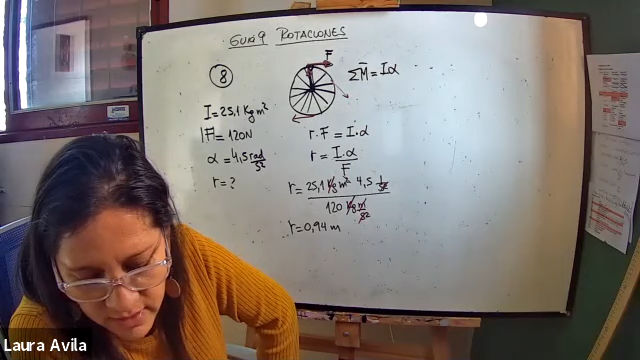 GUIA 9 ROTACIONES
8
F
ΣM̅ = Iα
I = 25,1 Kg m²
|F̅| = 120N
α = 4,5 rad/s²
r = ?
r . F = I . α
r = I . α / F
r = 25,1 Kg m² 4,5 1/s² / 120 Kg m/s²
r = 0,94 m
Laura Avila